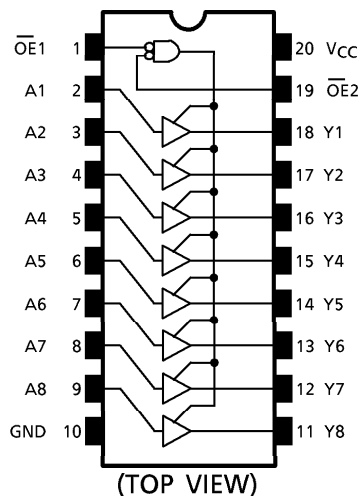 OE1 1 20 VCC
A1 2 19 OE2
A2 3 18 Y1
A3 4 17 Y2
A4 5 16 Y3
A5 6 15 Y4
A6 7 14 Y5
A7 8 13 Y6
A8 9 12 Y7
GND 10 11 Y8
(TOP VIEW)